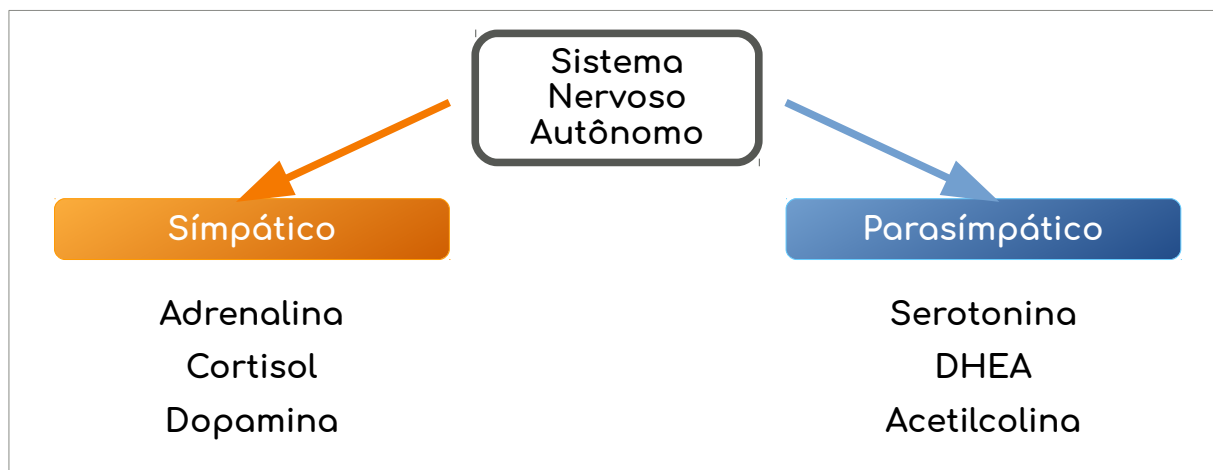 Sistema
Nervoso
Autônomo
Símpático
Parasímpático
Adrenalina
Cortisol
Dopamina
Serotonina
DHEA
Acetilcolina